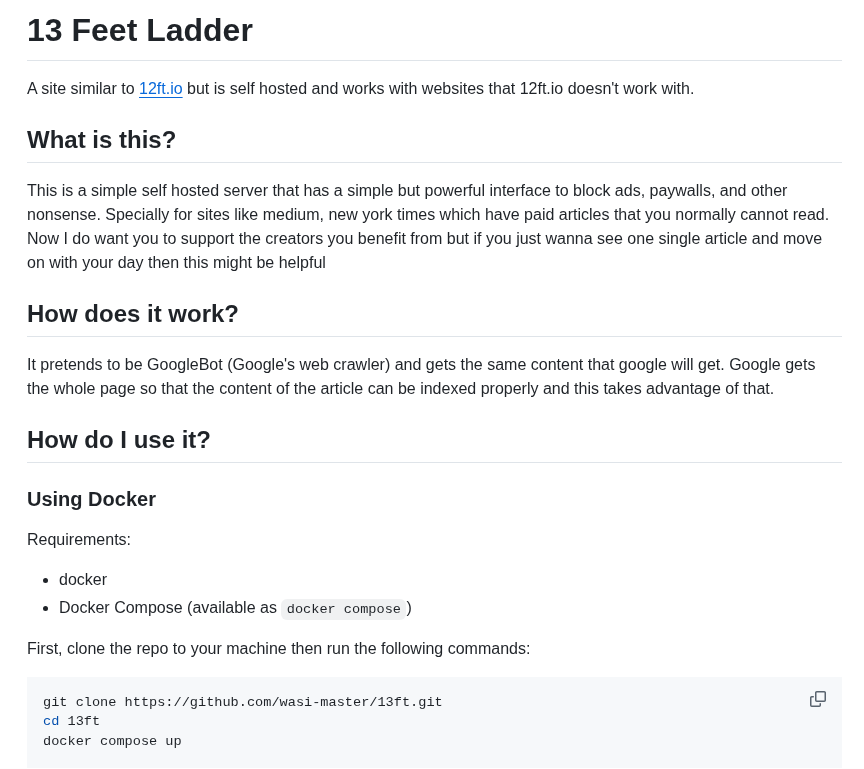 13 Feet Ladder
A site similar to 12ft.io but is self hosted and works with websites that 12ft.io doesn't work with.
What is this?
This is a simple self hosted server that has a simple but powerful interface to block ads, paywalls, and other
nonsense. Specially for sites like medium, new york times which have paid articles that you normally cannot read.
Now I do want you to support the creators you benefit from but if you just wanna see one single article and move
on with your day then this might be helpful
How does it work?
It pretends to be GoogleBot (Google's web crawler) and gets the same content that google will get. Google gets
the whole page so that the content of the article can be indexed properly and this takes advantage of that.
How do I use it?
Using Docker
Requirements:
• docker
• Docker Compose (available as docker compose)
First, clone the repo to your machine then run the following commands:
git clone https://github.com/wasi-master/13ft.git
cd 13ft
docker compose up